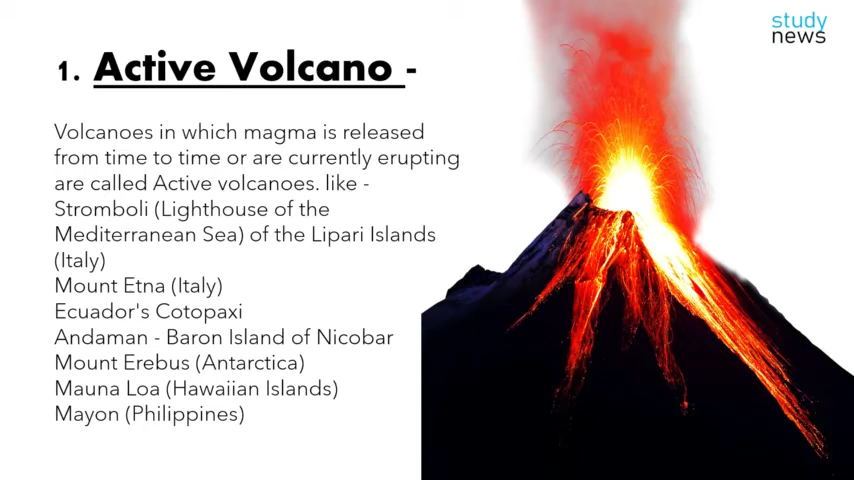 study
news
1. Active Volcano -
Volcanoes in which magma is released
from time to time or are currently erupting
are called Active volcanoes. like -
Stromboli (Lighthouse of the
Mediterranean Sea) of the Lipari Islands
(Italy)
Mount Etna (Italy)
Ecuador's Cotopaxi
Andaman - Baron Island of Nicobar
Mount Erebus (Antarctica)
Mauna Loa (Hawaiian Islands)
Mayon (Philippines)